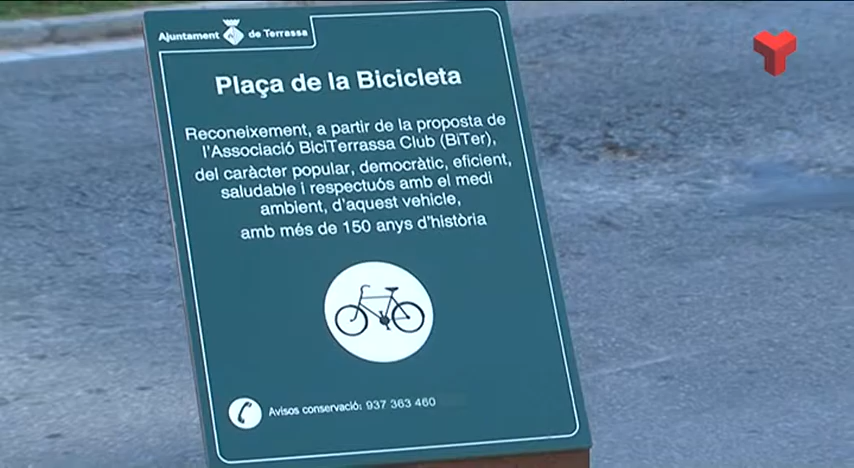 Ajuntament de Terrassa
Plaça de la Bicicleta
Reconeixement, a partir de la proposta de
l'Associació BiciTerrassa Club (BiTer),
del caràcter popular, democràtic, eficient,
saludable i respectuós amb el medi
ambient, d'aquest vehicle,
amb més de 150 anys d'història
Avisos conservació: 937 363 460